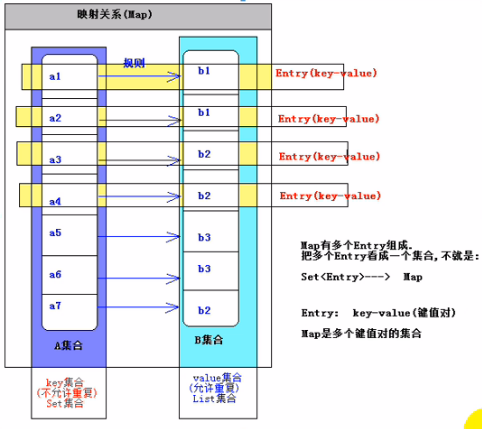 映射关系(Map)
规则
a1
b1
Entry(key-value)
a2
b1
Entry(key-value)
a3
b2
Entry(key-value)
a4
b2
Entry(key-value)
a5
b3
a6
b3
a7
b2
A集合
B集合
key集合
(不允许重复)
Set集合
value集合
(允许重复)
List集合
Map有多个Entry组成.
把多个Entry看成一个集合,不就是:
Set<Entry>---> Map
Entry: key-value(键值对)
Map是多个键值对的集合